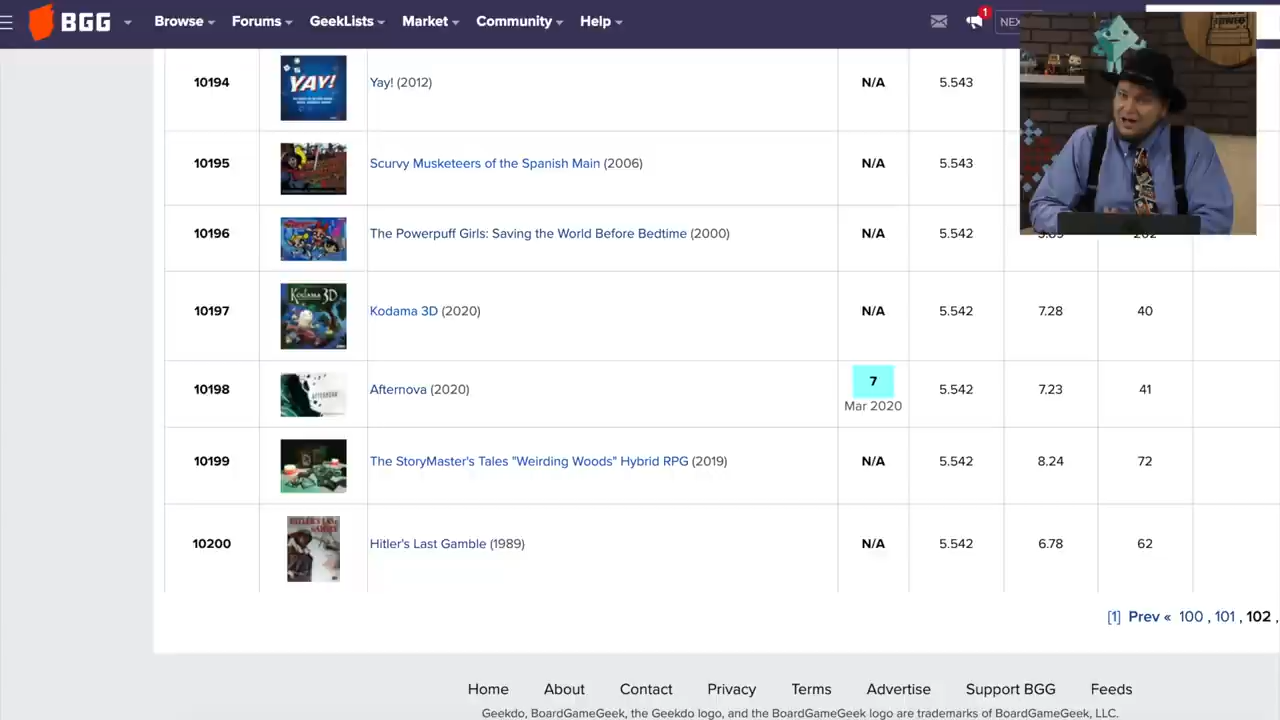 BGG Browse Forums GeekLists Market Community Help 1 NEX
10194 YAY! Yay! (2012) N/A 5.543
10195 Scurvy Musketeers of the Spanish Main (2006) N/A 5.543
10196 The Powerpuff Girls: Saving the World Before Bedtime (2000) N/A 5.542
10197 Kodama 3D Kodama 3D (2020) N/A 5.542 7.28 40
10198 AFTERNOVA Afternova (2020) 7 5.542 7.23 41
Mar 2020
10199 The StoryMaster's Tales "Weirding Woods" Hybrid RPG (2019) N/A 5.542 8.24 72
HITLER'S LAST GAMBLE
10200 Hitler's Last Gamble (1989) N/A 5.542 6.78 62
[1] Prev « 100 , 101 , 102 ,
Home About Contact Privacy Terms Advertise Support BGG Feeds
Geekdo, BoardGameGeek, the Geekdo logo, and the BoardGameGeek logo are trademarks of BoardGameGeek, LLC.